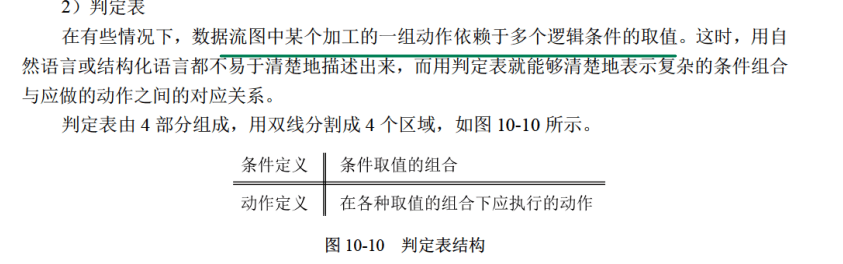 2）判定表
在有些情况下，数据流图中某个加工的一组动作依赖于多个逻辑条件的取值。这时，用自
然语言或结构化语言都不易于清楚地描述出来，而用判定表就能够清楚地表示复杂的条件组合
与应做的动作之间的对应关系。
判定表由 4 部分组成，用双线分割成 4 个区域，如图 10-10 所示。
条件定义 条件取值的组合
动作定义 在各种取值的组合下应执行的动作
图 10-10 判定表结构